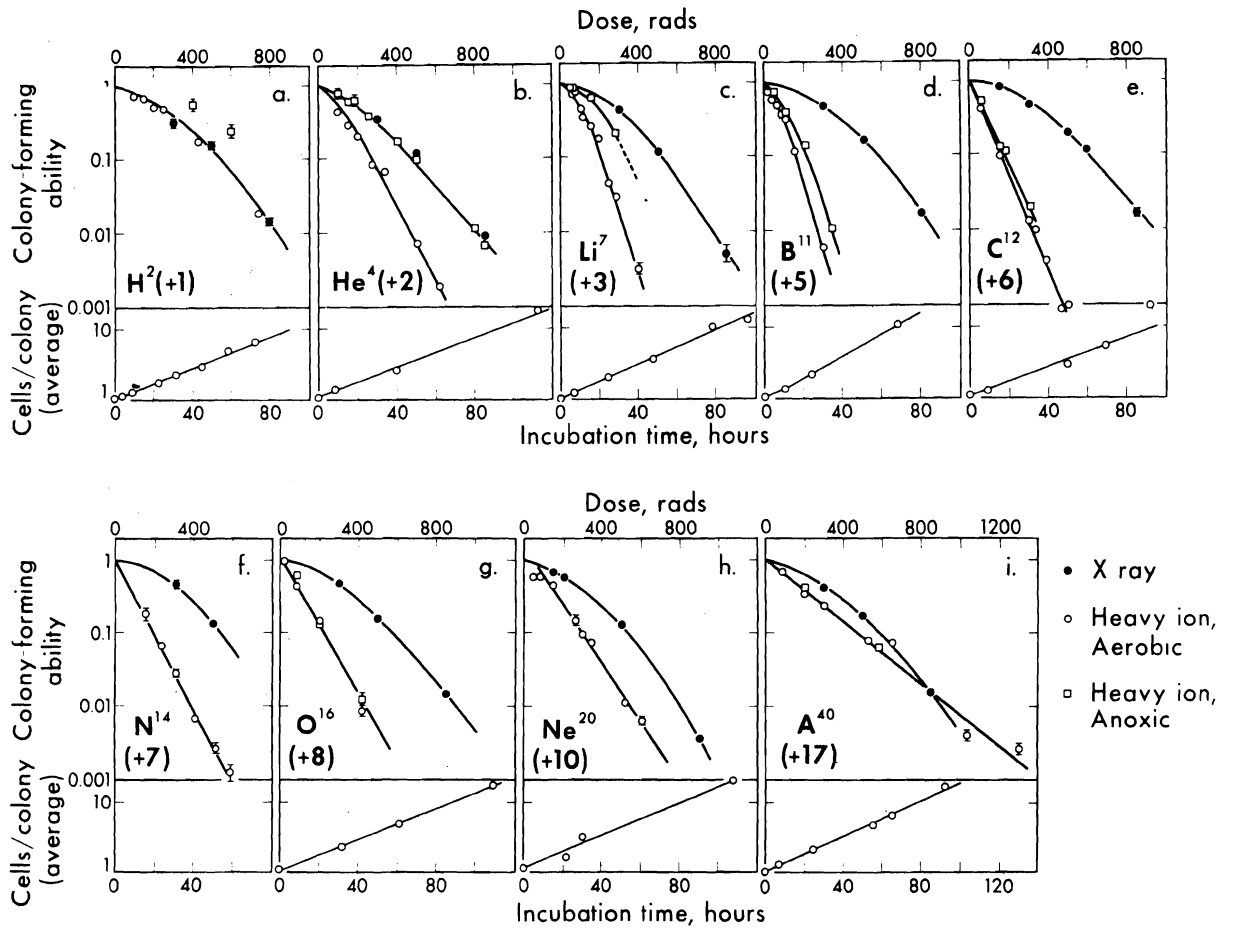 Dose, rads
0 400 800 0 400 800 0 400 800 0 400 800 0 400 800
Colony-forming
ability
1
0.1
0.01
0.001
a.
b.
c.
d.
e.
H²(+1)
He⁴(+2)
Li⁷
(+3)
B¹¹
(+5)
C¹²
(+6)
Cells/colony
(average)
10
1
0 40 80 0 40 80 0 40 80 0 40 80 0 40 80
Incubation time, hours
Dose, rads
0 400 0 400 800 0 400 800 0 400 800 1200
Colony-forming
ability
1
0.1
0.01
0.001
f.
g.
h.
i.
N¹⁴
(+7)
O¹⁶
(+8)
Ne²⁰
(+10)
A⁴⁰
(+17)
Cells/colony
(average)
10
1
0 40 0 40 80 0 40 80 0 40 80 120
Incubation time, hours
X ray
Heavy ion,
Aerobic
Heavy ion,
Anoxic